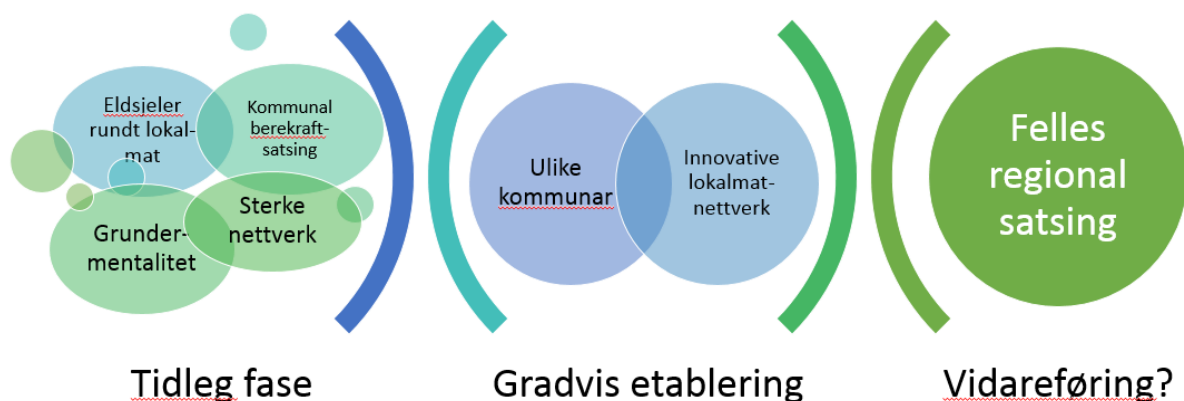 Eldsjeler
rundt lokal-
mat
Kommunal
berekraft-
satsing
Grunder-
mentalitet
Sterke
nettverk
Tidleg fase
Ulike
kommunar
Innovative
lokalmat-
nettverk
Gradvis etablering
Felles
regional
satsing
Vidareføring?